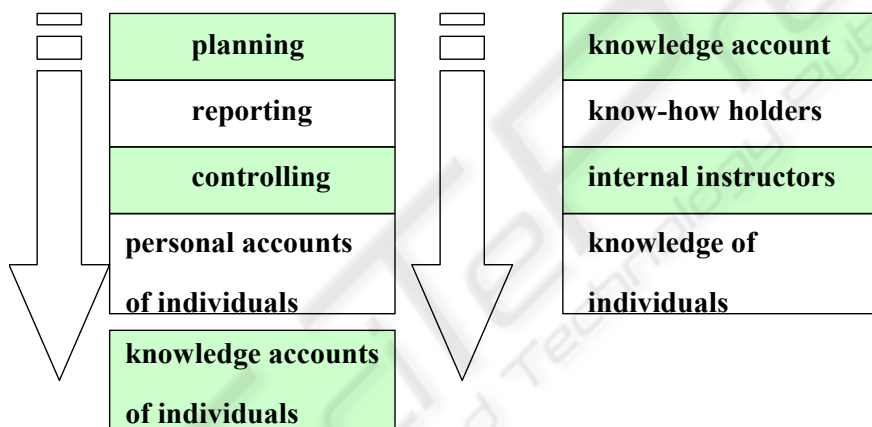 planning
reporting
controlling
personal accounts
of individuals
knowledge accounts
of individuals
knowledge account
know-how holders
internal instructors
knowledge of
individuals